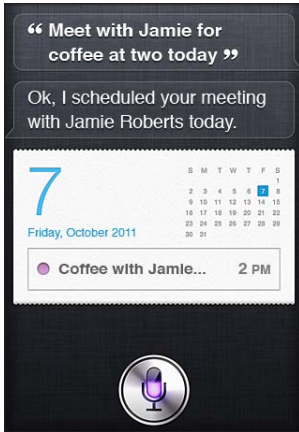 “ Meet with Jamie for
coffee at two today ”
Ok, I scheduled your meeting
with Jamie Roberts today.
7
Friday, October 2011
S M T W T F S
1
2 3 4 5 6 7 8
9 10 11 12 13 14 15
16 17 18 19 20 21 22
23 24 25 26 27 28 29
30 31
Coffee with Jamie... 2 PM